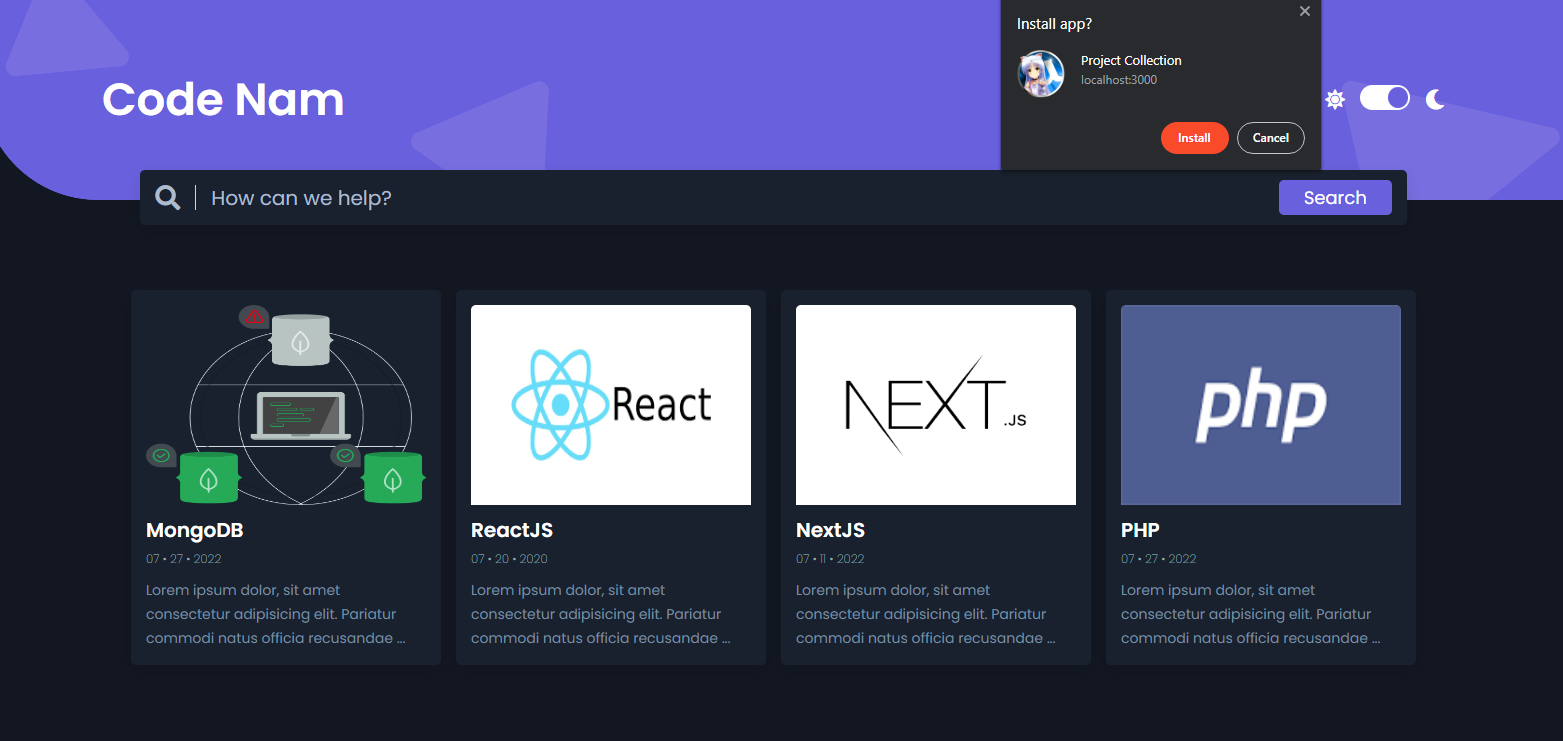 Install app?
Project Collection
localhost:3000
Install
Cancel
Code Nam
How can we help?
Search
React
NEXT.JS
php
MongoDB
07 • 27 • 2022
Lorem ipsum dolor, sit amet
consectetur adipisicing elit. Pariatur
commodi natus officia recusandae ...
ReactJS
07 • 20 • 2020
Lorem ipsum dolor, sit amet
consectetur adipisicing elit. Pariatur
commodi natus officia recusandae ...
NextJS
07 • 11 • 2022
Lorem ipsum dolor, sit amet
consectetur adipisicing elit. Pariatur
commodi natus officia recusandae ...
PHP
07 • 27 • 2022
Lorem ipsum dolor, sit amet
consectetur adipisicing elit. Pariatur
commodi natus officia recusandae ...